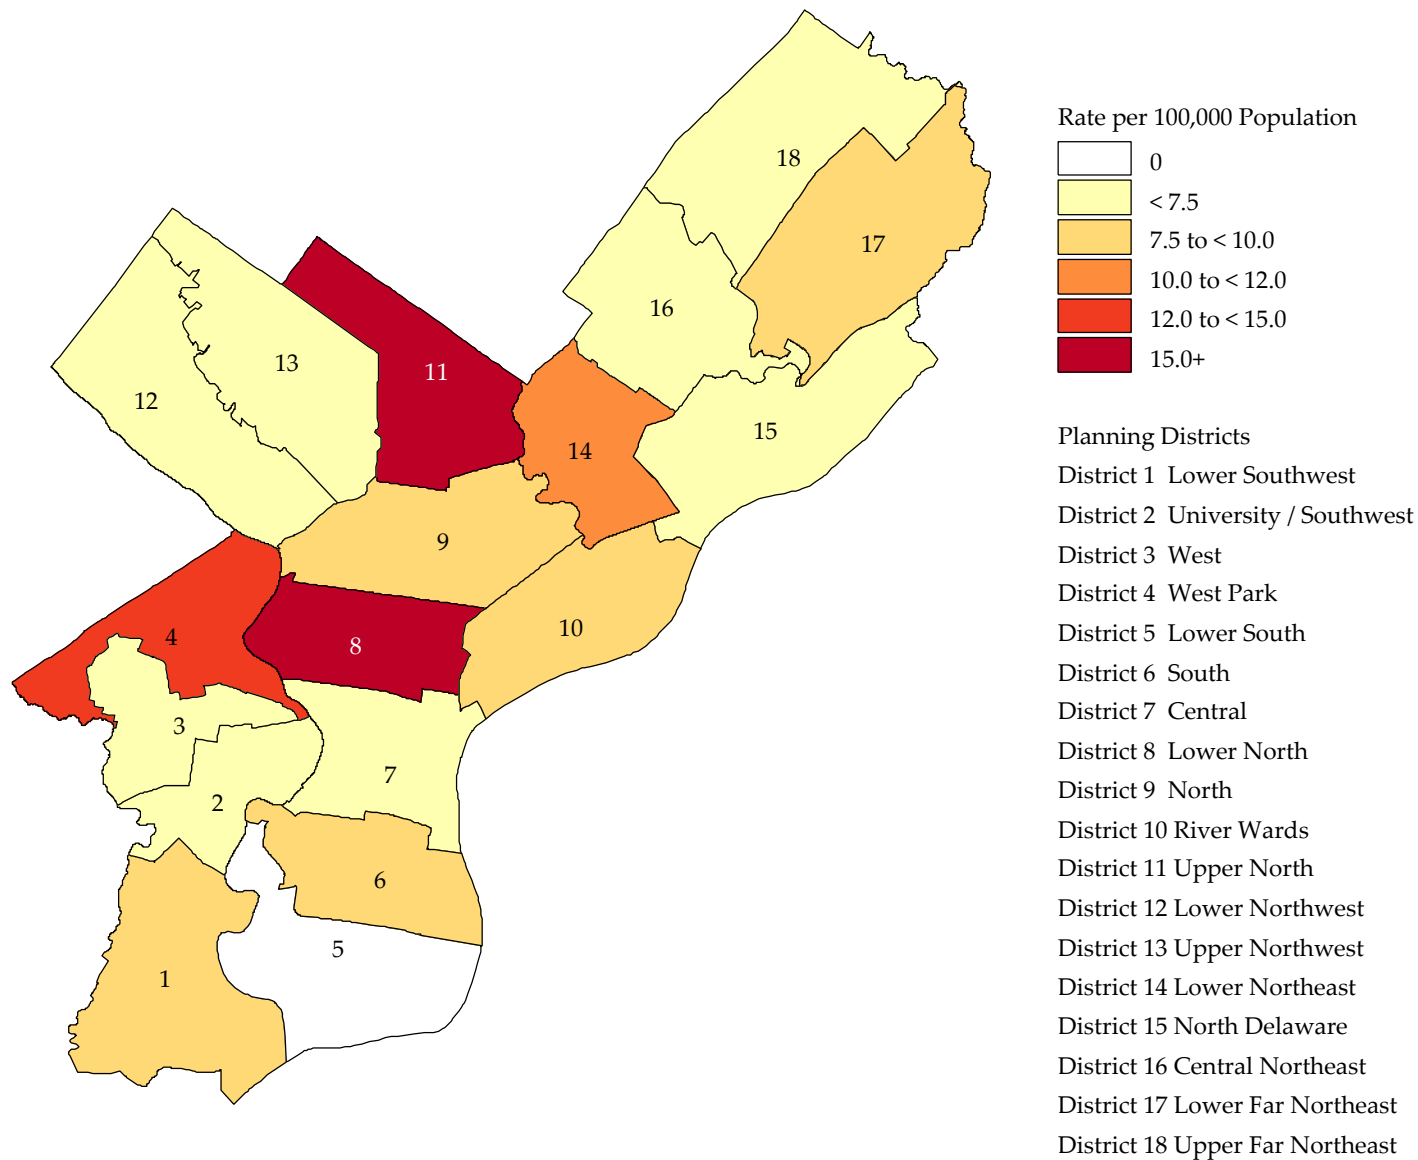 18
17
16
13
11
12
15
14
9
10
4
8
3
7
2
6
5
1
Rate per 100,000 Population
0
< 7.5
7.5 to < 10.0
10.0 to < 12.0
12.0 to < 15.0
15.0+
Planning Districts
District 1 Lower Southwest
District 2 University / Southwest
District 3 West
District 4 West Park
District 5 Lower South
District 6 South
District 7 Central
District 8 Lower North
District 9 North
District 10 River Wards
District 11 Upper North
District 12 Lower Northwest
District 13 Upper Northwest
District 14 Lower Northeast
District 15 North Delaware
District 16 Central Northeast
District 17 Lower Far Northeast
District 18 Upper Far Northeast